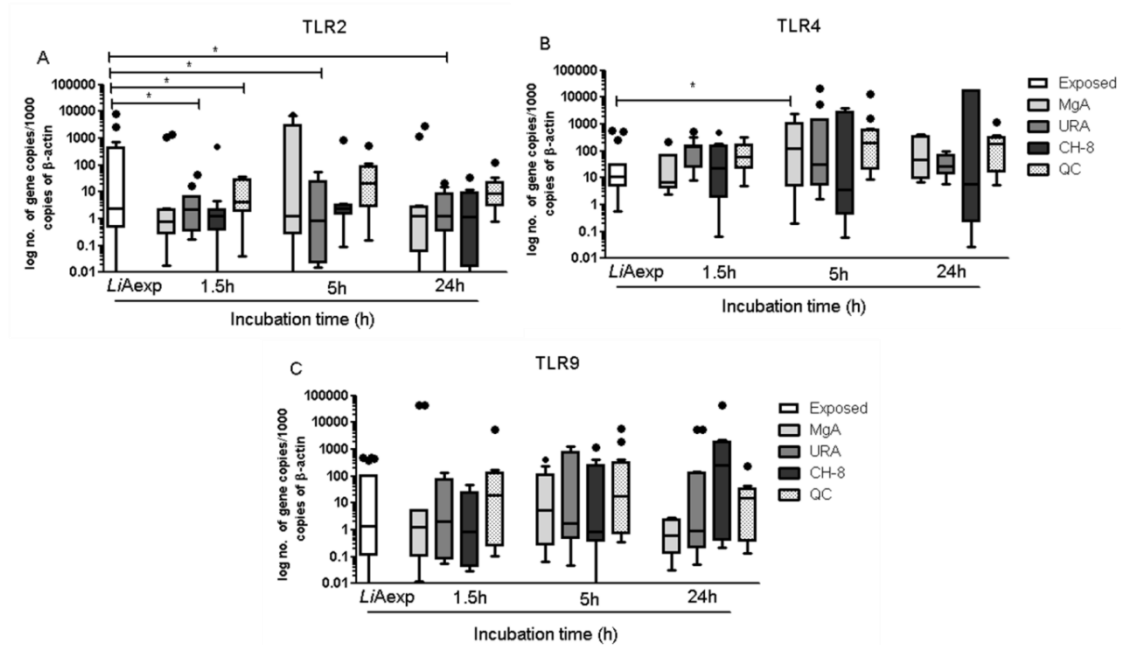 TLR2
A
*
*
*
*
100000
10000
1000
100
10
1
0.1
0.01
log no. of gene copies/1000
copies of β-actin
LiAexp
1.5h
5h
24h
Incubation time (h)
TLR4
B
*
100000
10000
1000
100
10
1
0.1
0.01
log no. of gene copies/1000
copies of β-actin
LiAexp
1.5h
5h
24h
Incubation time (h)
Exposed
MgA
URA
CH-8
QC
TLR9
C
100000
10000
1000
100
10
1
0.1
0.01
log no. of gene copies/1000
copies of β-actin
LiAexp
1.5h
5h
24h
Incubation time (h)
Exposed
MgA
URA
CH-8
QC